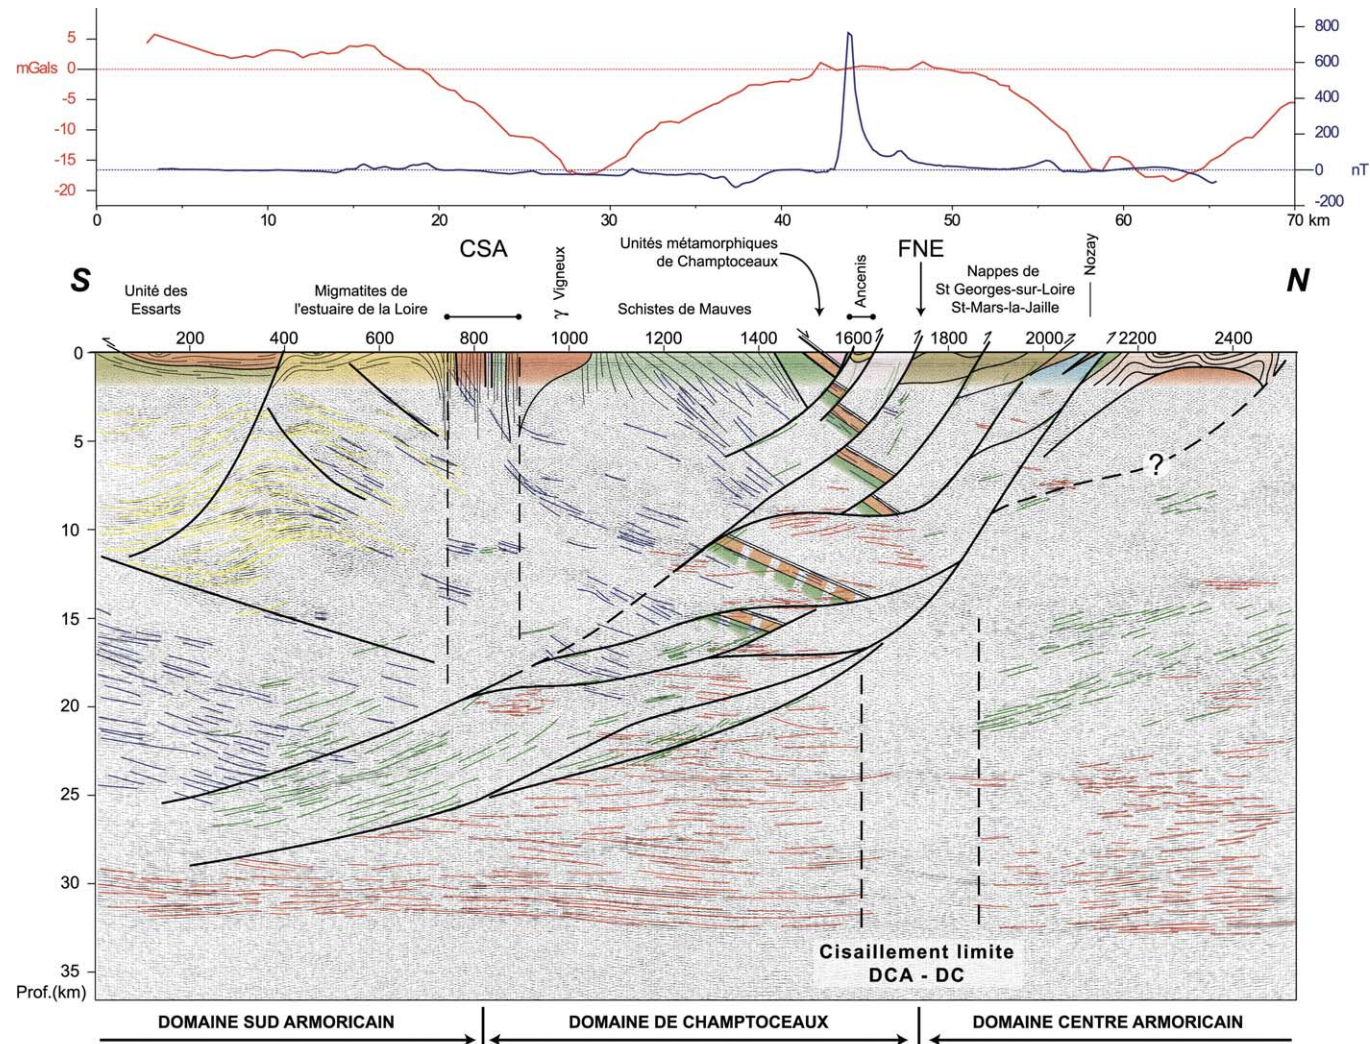 5
mGals 0
-5
-10
-15
-20
800
600
400
200
0 nT
-200
0 10 20 30 40 50 60 70 km
CSA
FNE
S
N
Unité des
Essarts
Migmatites de
l'estuaire de la Loire
γ Vigneux
Schistes de Mauves
Unités métamorphiques
de Champtoceaux
Ancenis
Nappes de
St Georges-sur-Loire
St-Mars-la-Jaille
Nozay
200 400 600 800 1000 1200 1400 1600 1800 2000 2200 2400
0
5
10
15
20
25
30
35
Prof.(km)
?
Cisaillement limite
DCA - DC
DOMAINE SUD ARMORICAIN
DOMAINE DE CHAMPTOCEAUX
DOMAINE CENTRE ARMORICAIN